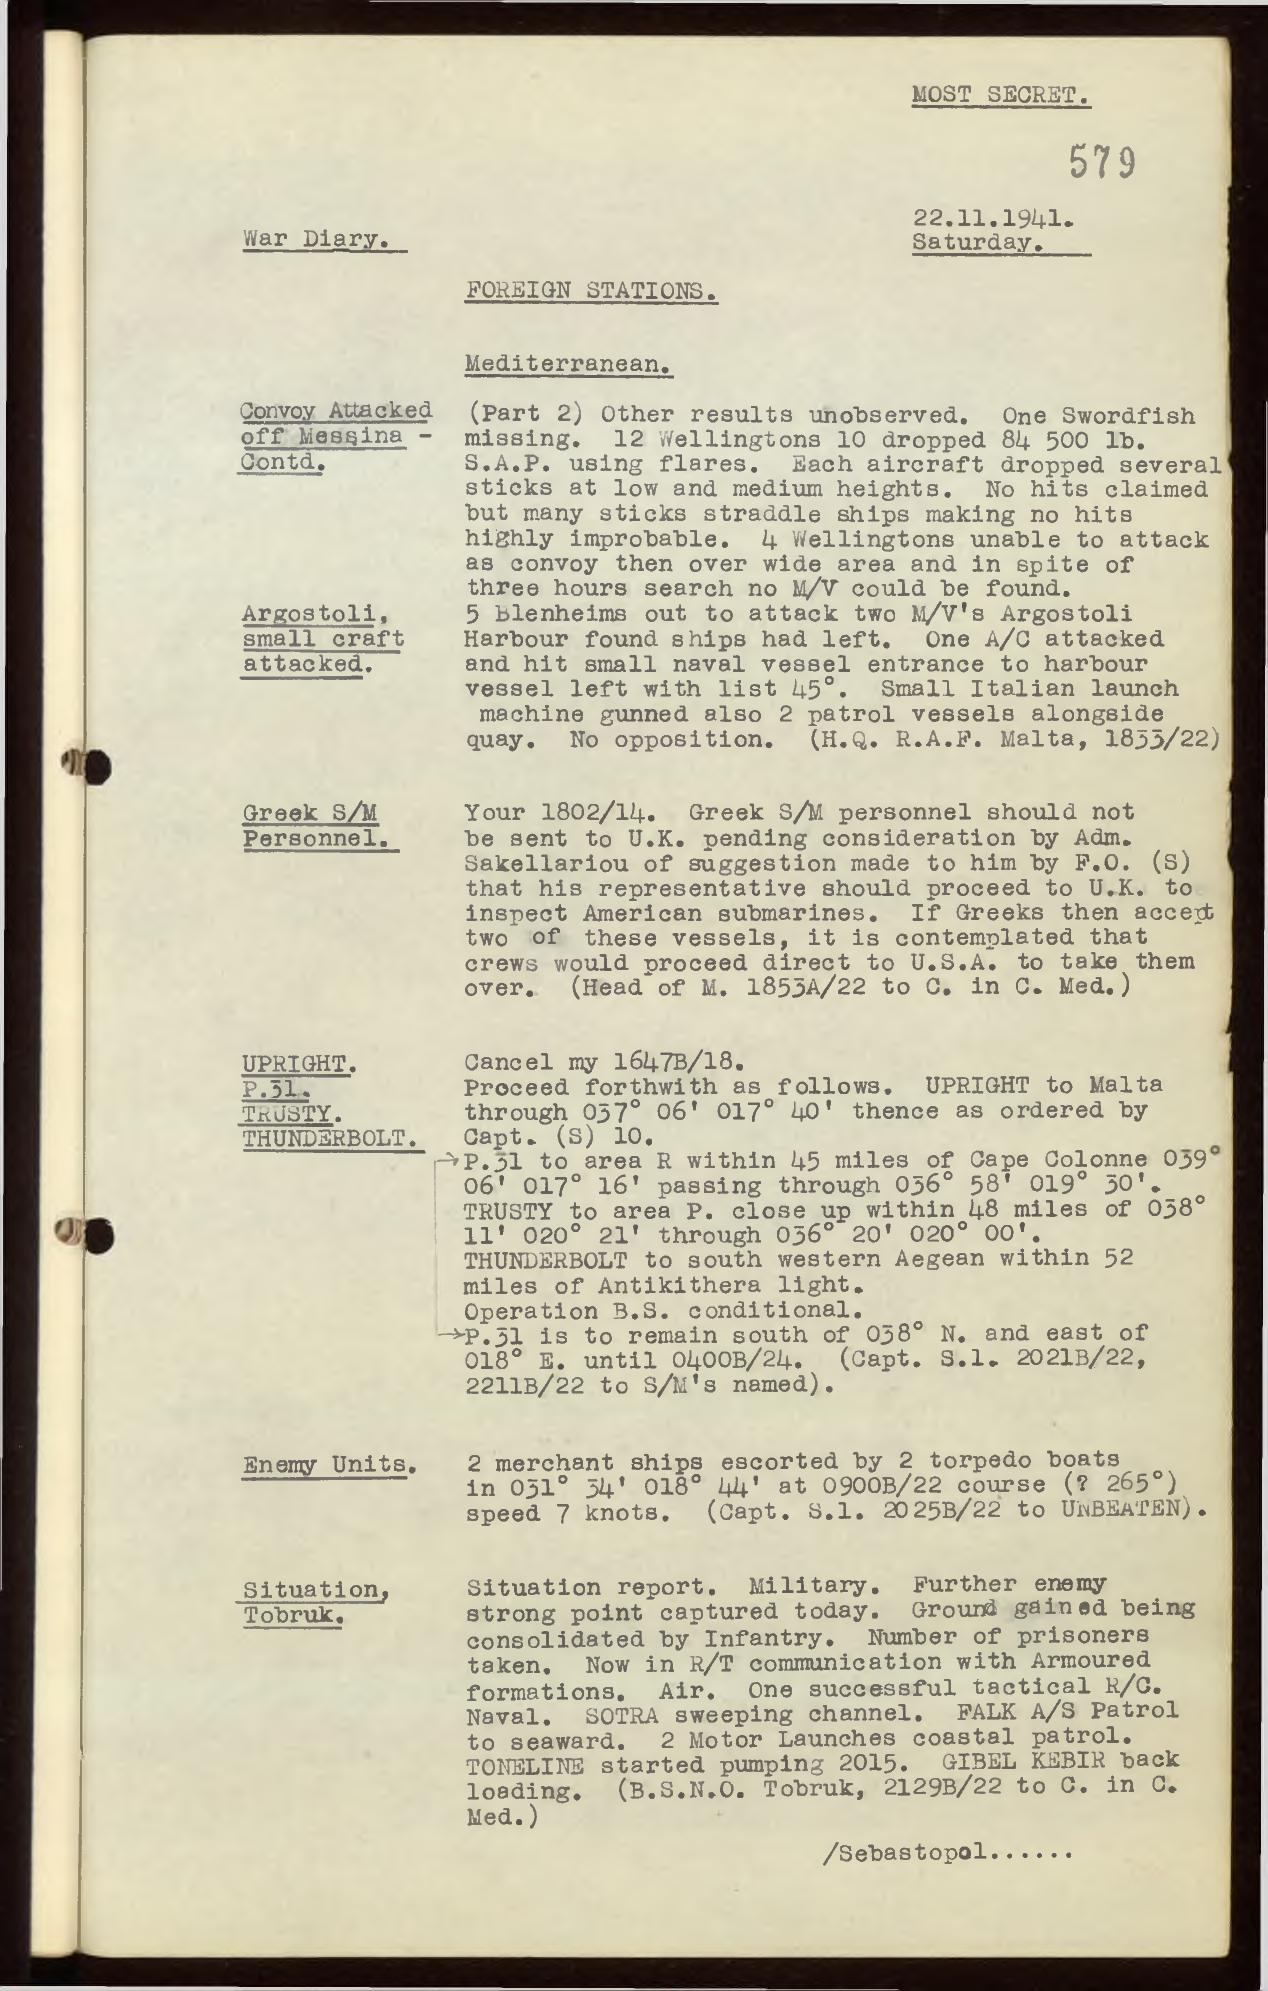 MOST SECRET.
579
22.11.1941.
War Diary.
Saturday.
FOREIGN STATIONS.
Mediterranean.
Convoy Attacked
off Messina -
Contd.
(Part 2) Other results unobserved. One Swordfish
missing. 12 Wellingtons 10 dropped 84 500 lb.
S.A.P. using flares. Each aircraft dropped several
sticks at low and medium heights. No hits claimed
but many sticks straddle ships making no hits
highly improbable. 4 Wellingtons unable to attack
as convoy then over wide area and in spite of
three hours search no M/V could be found.
Argostoli,
small craft
attacked.
5 Blenheims out to attack two M/V's Argostoli
Harbour found ships had left. One A/C attacked
and hit small naval vessel entrance to harbour
vessel left with list 45°. Small Italian launch
machine gunned also 2 patrol vessels alongside
quay. No opposition. (H.Q. R.A.F. Malta, 1833/22)
Greek S/M
Personnel.
Your 1802/14. Greek S/M personnel should not
be sent to U.K. pending consideration by Adm.
Sakellariou of suggestion made to him by F.O. (S)
that his representative should proceed to U.K. to
inspect American submarines. If Greeks then accept
two of these vessels, it is contemplated that
crews would proceed direct to U.S.A. to take them
over. (Head of M. 1853A/22 to C. in C. Med.)
UPRIGHT.
P.31.
TRUSTY.
THUNDERBOLT.
Cancel my 1647B/18.
Proceed forthwith as follows. UPRIGHT to Malta
through 037° 06' 017° 40' thence as ordered by
Capt. (S) 10.
P.31 to area R within 45 miles of Cape Colonne 039°
06' 017° 16' passing through 036° 58' 019° 30'.
TRUSTY to area P. close up within 48 miles of 038°
11' 020° 21' through 036° 20' 020° 00'.
THUNDERBOLT to south western Aegean within 52
miles of Antikithera light.
Operation B.S. conditional.
P.31 is to remain south of 038° N. and east of
018° E. until 0400B/24. (Capt. S.1. 2021B/22,
2211B/22 to S/M's named).
Enemy Units.
2 merchant ships escorted by 2 torpedo boats
in 031° 34' 018° 44' at 0900B/22 course (? 265°)
speed 7 knots. (Capt. S.1. 2025B/22 to UNBEATEN).
Situation,
Tobruk.
Situation report. Military. Further enemy
strong point captured today. Ground gained being
consolidated by Infantry. Number of prisoners
taken. Now in R/T communication with Armoured
formations. Air. One successful tactical R/C.
Naval. SOTRA sweeping channel. FALK A/S Patrol
to seaward. 2 Motor Launches coastal patrol.
TONELINE started pumping 2015. GIBEL KEBIR back
loading. (B.S.N.O. Tobruk, 2129B/22 to C. in C.
Med.)
/Sebastopol......